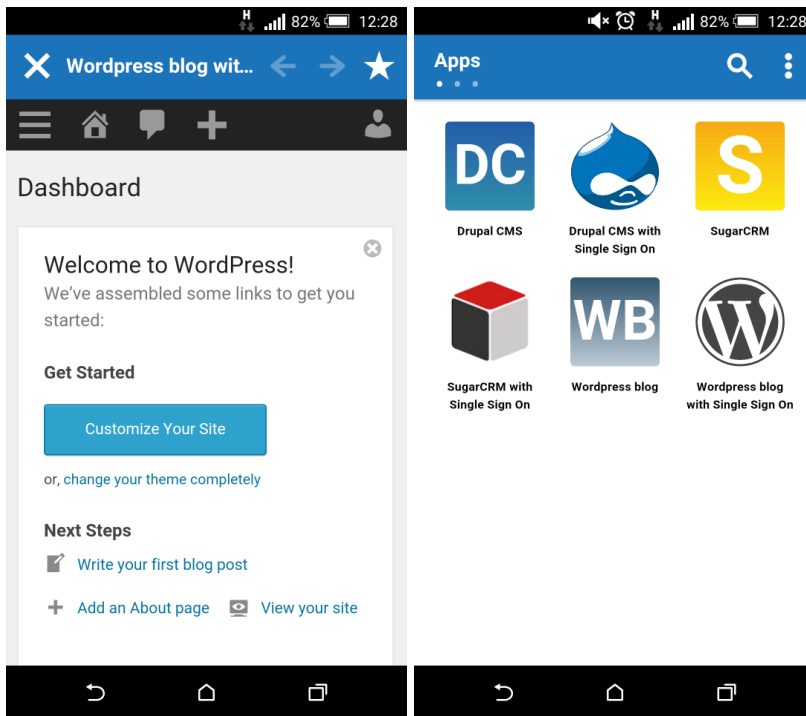 H 82% 12:28
Wordpress blog wit...
Dashboard
Welcome to WordPress!
We've assembled some links to get you
started:
Get Started
Customize Your Site
or, change your theme completely
Next Steps
Write your first blog post
Add an About page View your site
H 82% 12:28
Apps
DC
S
Drupal CMS
Drupal CMS with
Single Sign On
SugarCRM
WB
W
SugarCRM with
Single Sign On
Wordpress blog
Wordpress blog
with Single Sign On